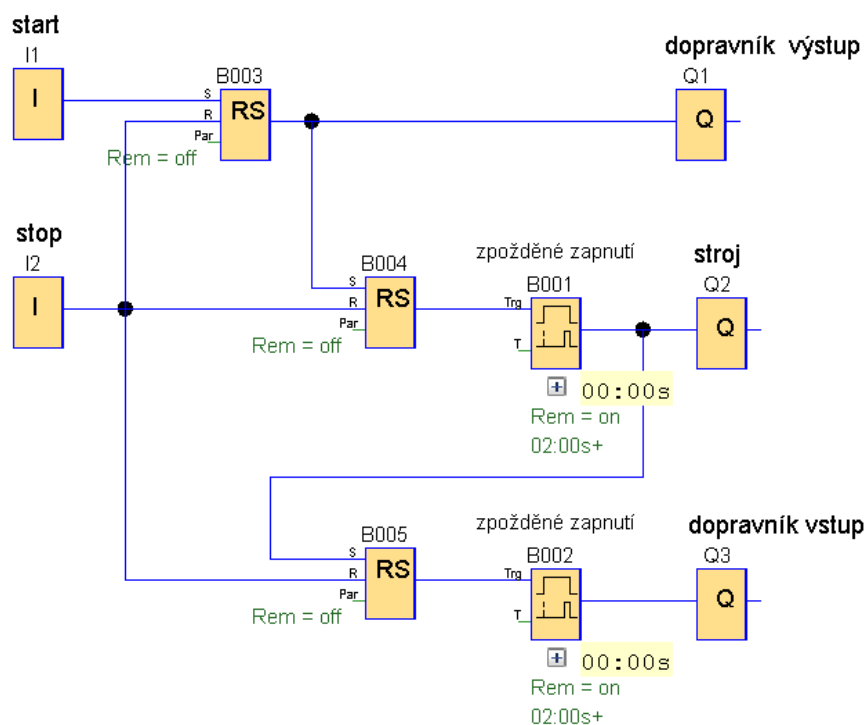 start
I1
I
B003
S
R
Par
RS
Rem = off
dopravník výstup
Q1
Q
stop
I2
I
B004
S
R
Par
RS
Rem = off
zpožděné zapnutí
B001
Trg
T
00:00s
Rem = on
02:00s+
stroj
Q2
Q
B005
S
R
Par
RS
Rem = off
zpožděné zapnutí
B002
Trg
T
00:00s
Rem = on
02:00s+
dopravník vstup
Q3
Q